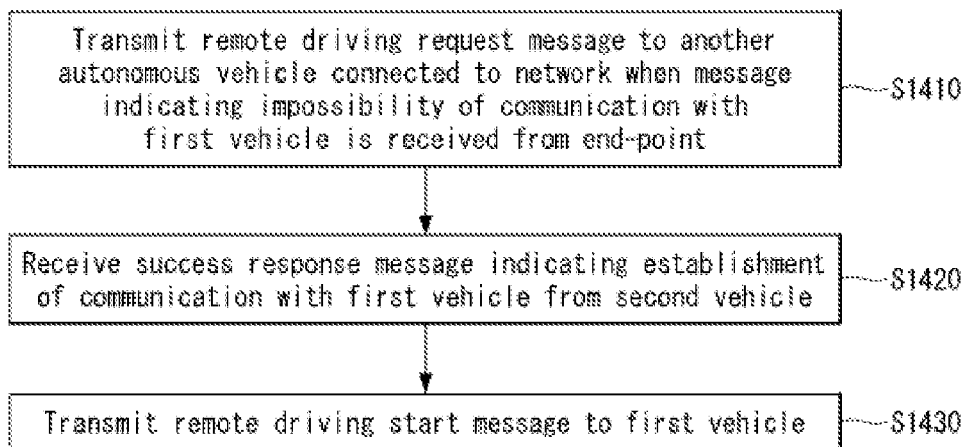 Transmit remote driving request message to another
autonomous vehicle connected to network when message
indicating impossibility of communication with
first vehicle is received from end-point
S1410
Receive success response message indicating establishment
of communication with first vehicle from second vehicle
S1420
Transmit remote driving start message to first vehicle
S1430